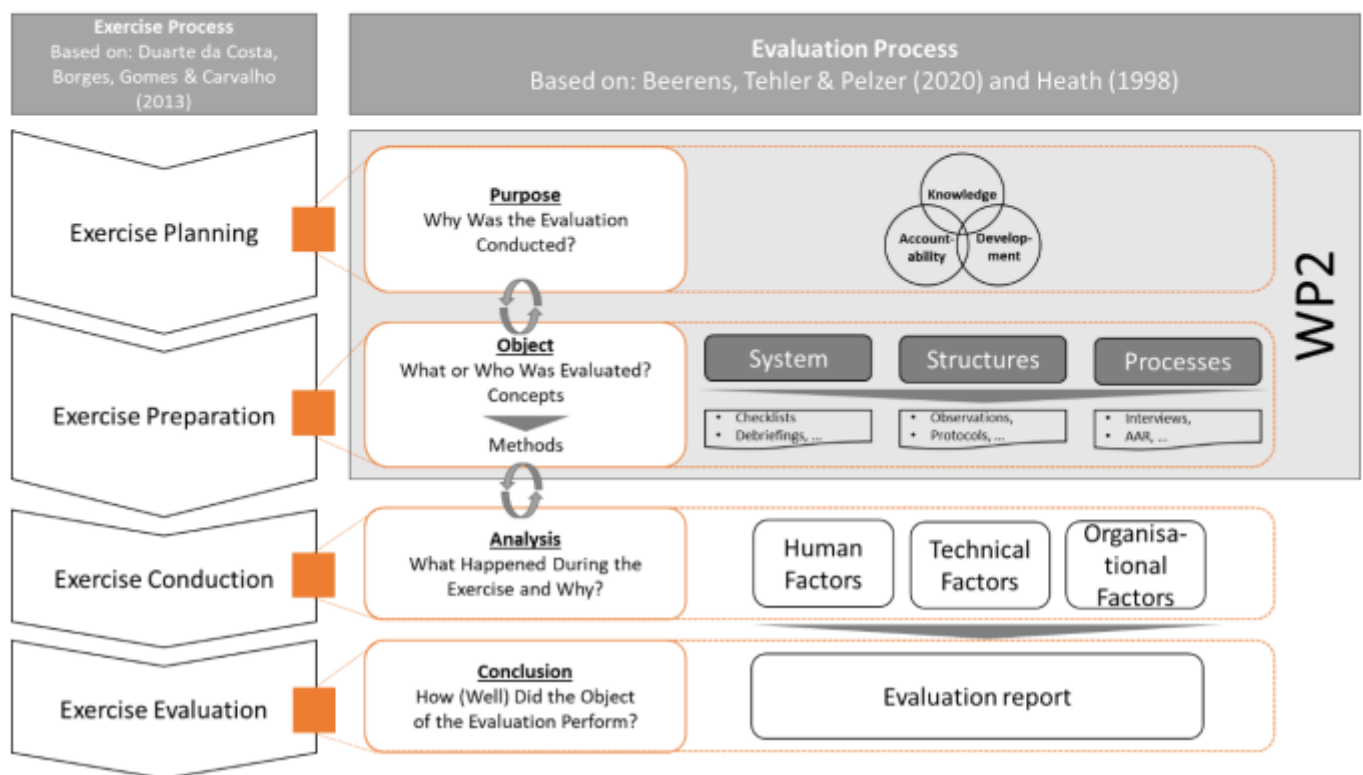 Exercise Process
Based on: Duarte da Costa,
Borges, Gomes & Carvalho
(2013)
Evaluation Process
Based on: Beerens, Tehler & Pelzer (2020) and Heath (1998)
Exercise Planning
Purpose
Why Was the Evaluation
Conducted?
Knowledge
Account-
ability
Develop-
ment
WP2
Exercise Preparation
Object
What or Who Was Evaluated?
Concepts
Methods
System
Structures
Processes
• Checklists
• Debriefings, ...
• Observations,
• Protocols, ...
• Interviews,
• AAR, ...
Exercise Conduction
Analysis
What Happened During the
Exercise and Why?
Human
Factors
Technical
Factors
Organisa-
tional
Factors
Exercise Evaluation
Conclusion
How (Well) Did the Object
of the Evaluation Perform?
Evaluation report